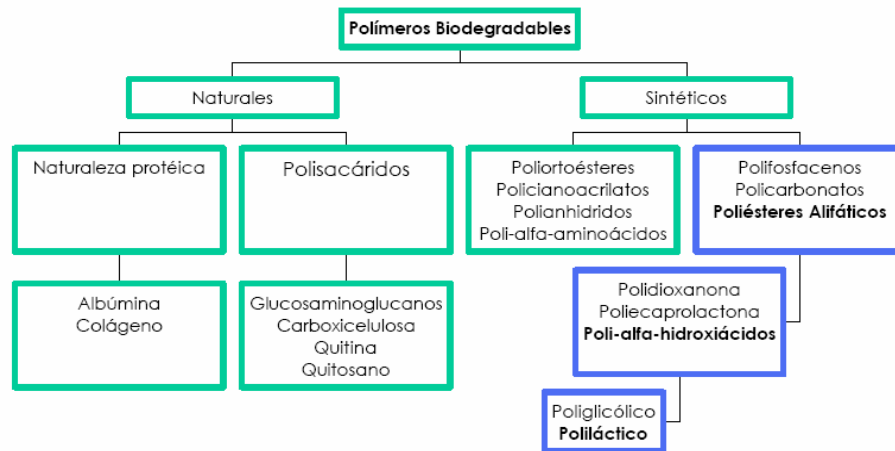 Polímeros Biodegradables
Naturales
Sintéticos
Naturaleza protéica
Polisacáridos
Poliortoésteres
Policianoacrilatos
Polianhidridos
Poli-alfa-aminoácidos
Polifosfacenos
Policarbonatos
Poliésteres Alifáticos
Albúmina
Colágeno
Glucosaminoglucanos
Carboxicelulosa
Quitina
Quitosano
Polidioxanona
Poliecaprolactona
Poli-alfa-hidroxiácidos
Poliglicólico
Poliláctico